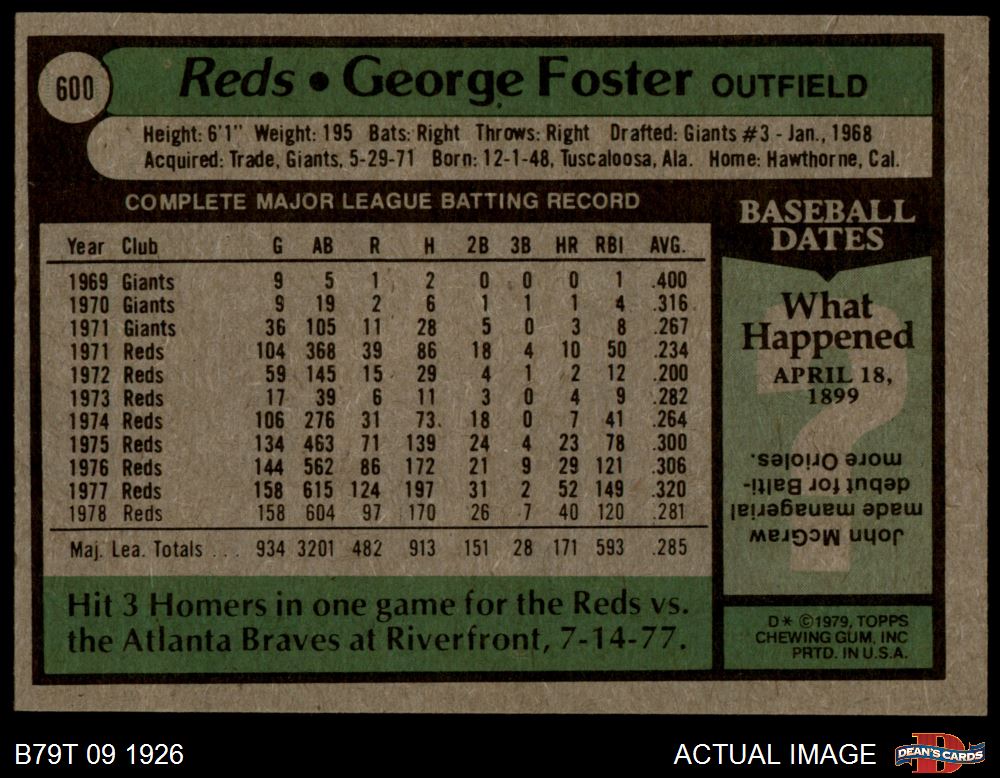 600
Reds • George Foster OUTFIELD
Height: 6'1" Weight: 195 Bats: Right Throws: Right Drafted: Giants #3 - Jan., 1968
Acquired: Trade, Giants, 5-29-71 Born: 12-1-48, Tuscaloosa, Ala. Home: Hawthorne, Cal.
COMPLETE MAJOR LEAGUE BATTING RECORD
Year Club G AB R H 2B 3B HR RBI AVG.
1969 Giants 9 5 1 2 0 0 0 1 .400
1970 Giants 9 19 2 6 1 1 1 4 .316
1971 Giants 36 105 11 28 5 0 3 8 .267
1971 Reds 104 368 39 86 18 4 10 50 .234
1972 Reds 59 145 15 29 4 1 2 12 .200
1973 Reds 17 39 6 11 3 0 4 9 .282
1974 Reds 106 276 31 73 18 0 7 41 .264
1975 Reds 134 463 71 139 24 4 23 78 .300
1976 Reds 144 562 86 172 21 9 29 121 .306
1977 Reds 158 615 124 197 31 2 52 149 .320
1978 Reds 158 604 97 170 26 7 40 120 .281
Maj. Lea. Totals ... 934 3201 482 913 151 28 171 593 .285
Hit 3 Homers in one game for the Reds vs.
the Atlanta Braves at Riverfront, 7-14-77.
BASEBALL
DATES
What
Happened
APRIL 18,
1899
?
John McGraw
made managerial
debut for Balti-
more Orioles.
D* ©1979, TOPPS
CHEWING GUM, INC
PRTD. IN U.S.A.
B79T 09 1926
ACTUAL IMAGE
DEAN'S CARDS